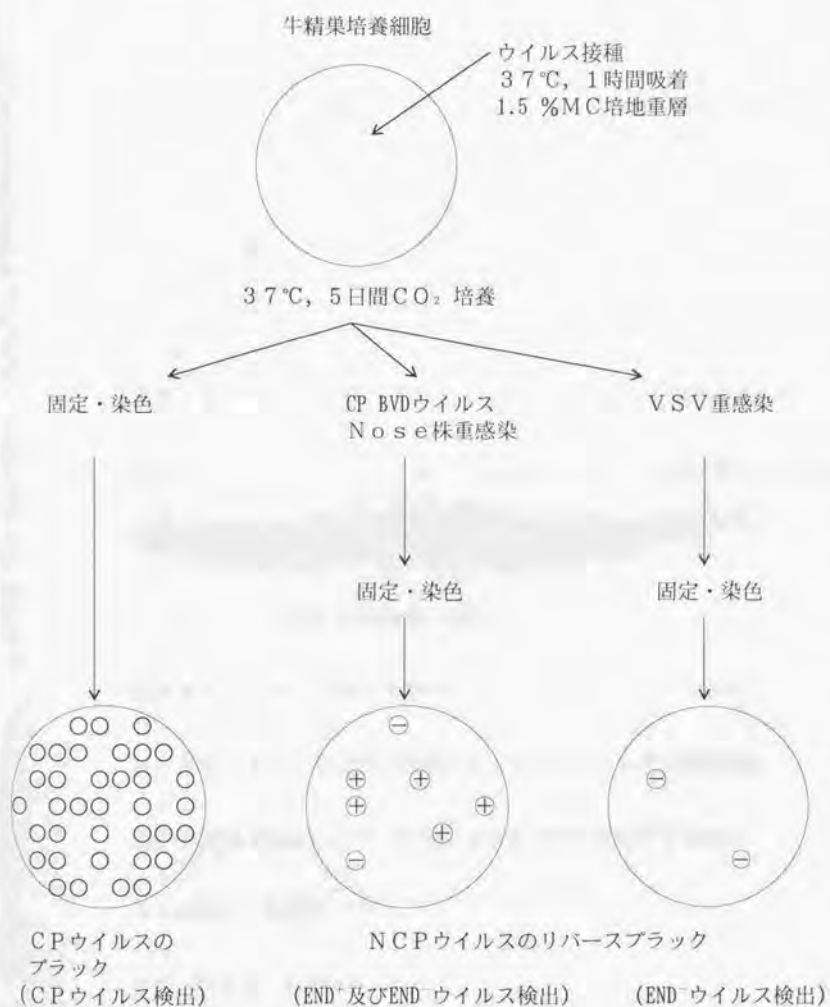 牛精巣培養細胞
ウイルス接種
37℃, 1時間吸着
1.5 %MC培地重層
37℃, 5日間CO₂ 培養
固定・染色
CP BVDウイルス
Nose株重感染
VSV重感染
固定・染色
固定・染色
CPウイルスの
ブラック
(CPウイルス検出)
NCPウイルスのリバースブラック
(END⁺及びEND⁻ウイルス検出)
(END⁻ウイルス検出)